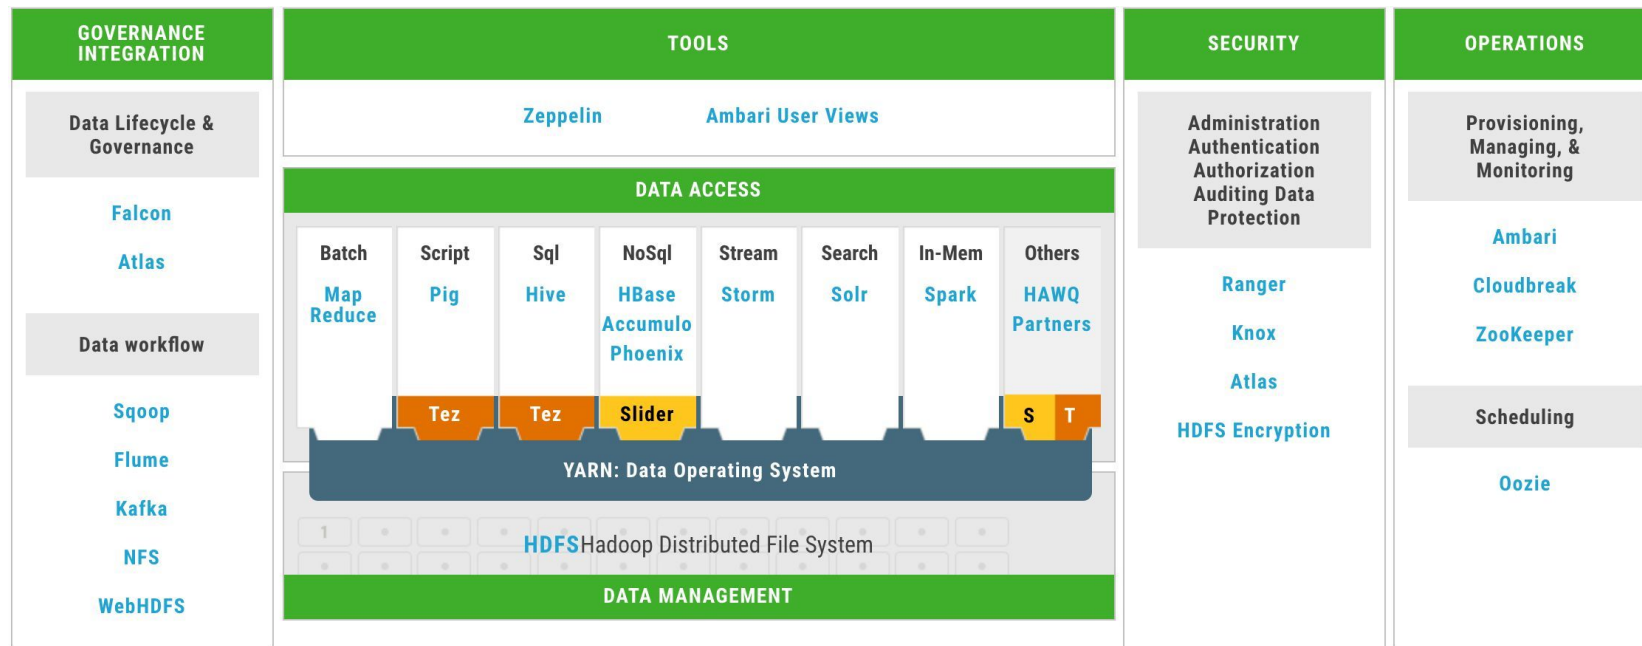 GOVERNANCE
INTEGRATION
Data Lifecycle &
Governance
Falcon
Atlas
Data workflow
Sqoop
Flume
Kafka
NFS
WebHDFS
TOOLS
Zeppelin
Ambari User Views
DATA ACCESS
Batch
Map
Reduce
Script
Pig
Tez
Sql
Hive
Tez
NoSql
HBase
Accumulo
Phoenix
Slider
Stream
Storm
Search
Solr
In-Mem
Spark
Others
HAWQ
Partners
S
T
YARN: Data Operating System
1
HDFSHadoop Distributed File System
DATA MANAGEMENT
SECURITY
Administration
Authentication
Authorization
Auditing Data
Protection
Ranger
Knox
Atlas
HDFS Encryption
OPERATIONS
Provisioning,
Managing, &
Monitoring
Ambari
Cloudbreak
ZooKeeper
Scheduling
Oozie